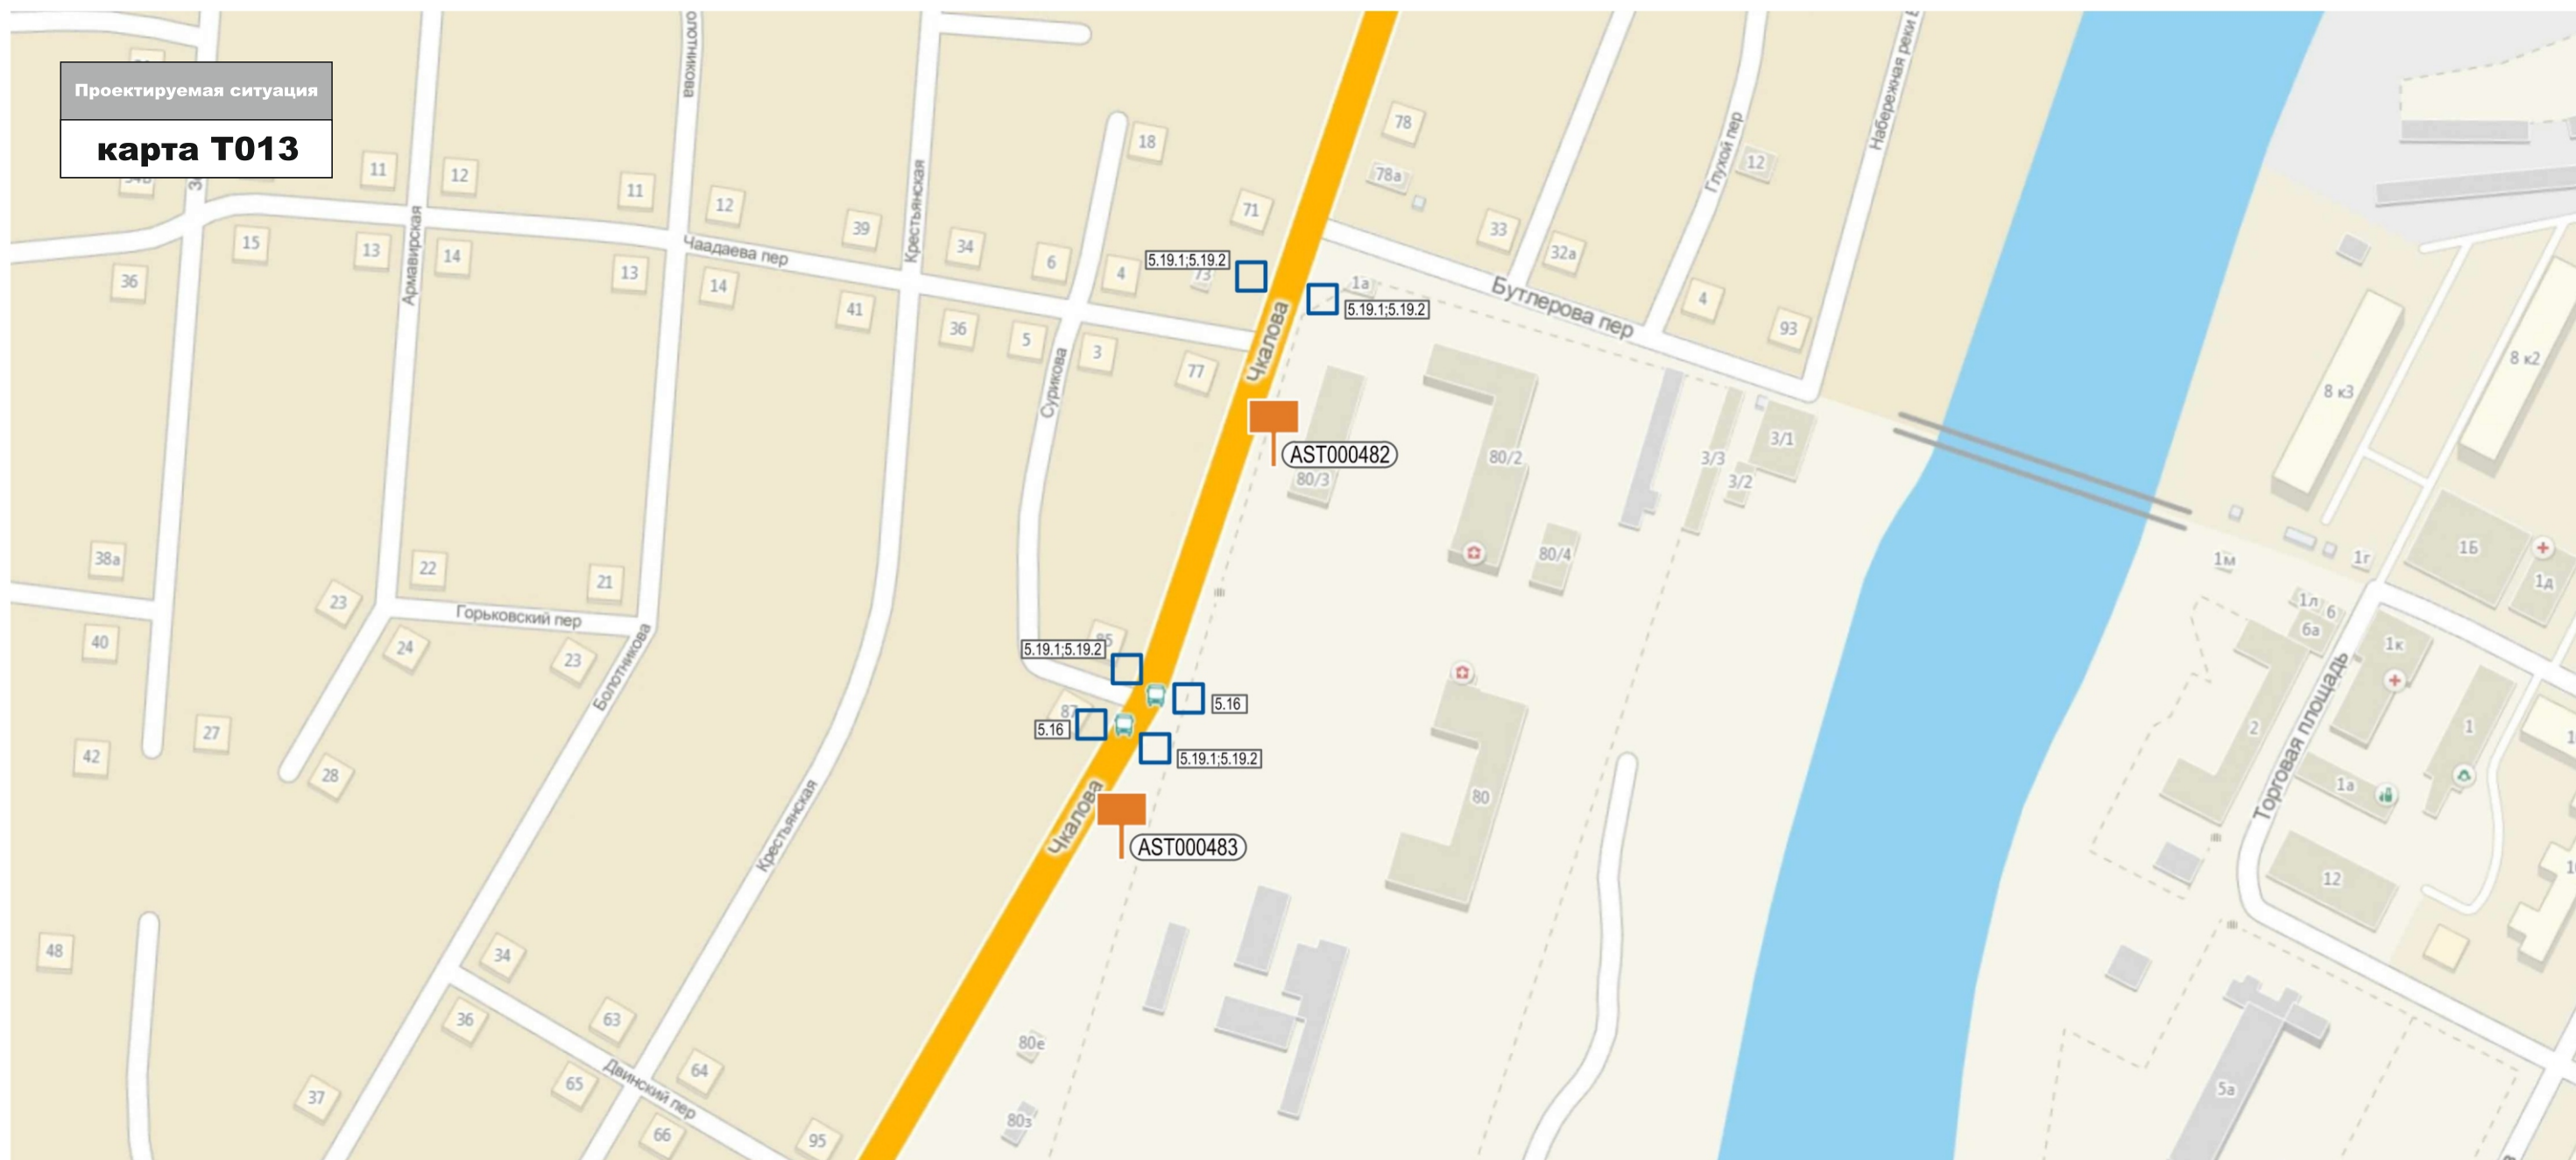 Проектируемая ситуация
карта Т013
Набережная реки
78
18
Глухой пер
12
11
12
78а
11
12
71
Крестьянская
39
33
Армавирская
15
13
14
13
Чаадаева пер
34
6
4
5.19.1;5.19.2
73
32а
36
14
1а
5.19.1;5.19.2
Бутлерова пер
4
41
36
5
3
77
Чкалова
93
8 к2
8 к3
Сурикова
AST000482
80/3
80/2
3/1
3/3
3/2
38а
22
21
80/4
1Б
1м
1г
1д
23
Горьковский пер
1л
6
6а
1к
40
24
23
Болотникова
85
5.19.1;5.19.2
5.16
87
5.16
5.19.1;5.19.2
27
42
28
2
1
Торговая площадь
1а
80
Крестьянская
Чкалова
AST000483
12
48
34
36
63
80е
37
65
Двинский пер
64
5а
66
95
80з